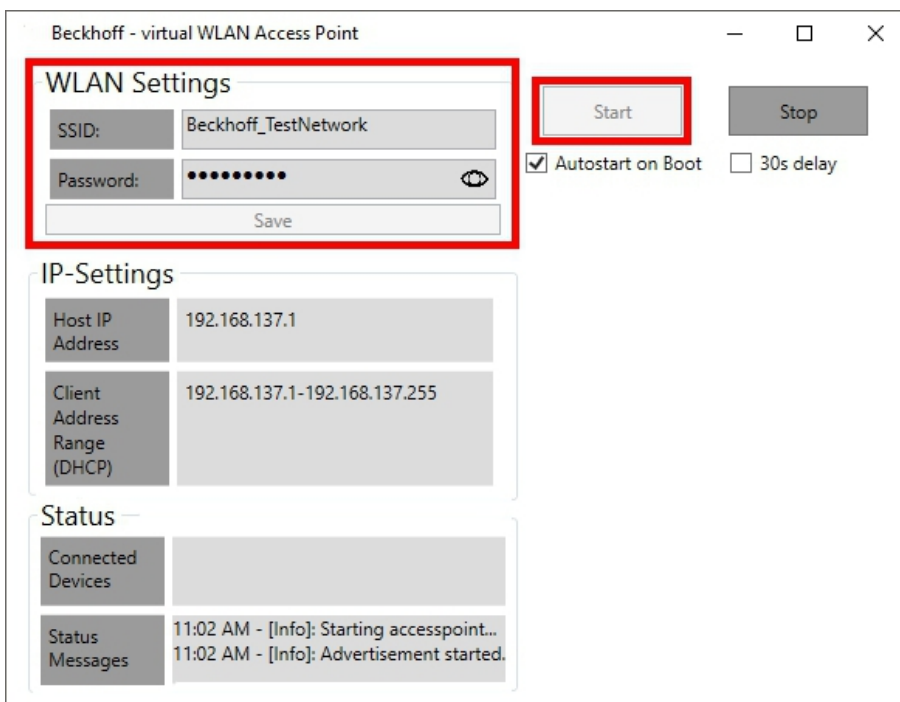 Beckhoff - virtual WLAN Access Point
WLAN Settings
SSID:
Beckhoff_TestNetwork
Password:
•••••••••
Save
Start
Stop
Autostart on Boot
30s delay
IP-Settings
Host IP
Address
192.168.137.1
Client
Address
Range
(DHCP)
192.168.137.1-192.168.137.255
Status
Connected
Devices
Status
Messages
11:02 AM - [Info]: Starting accesspoint...
11:02 AM - [Info]: Advertisement started.